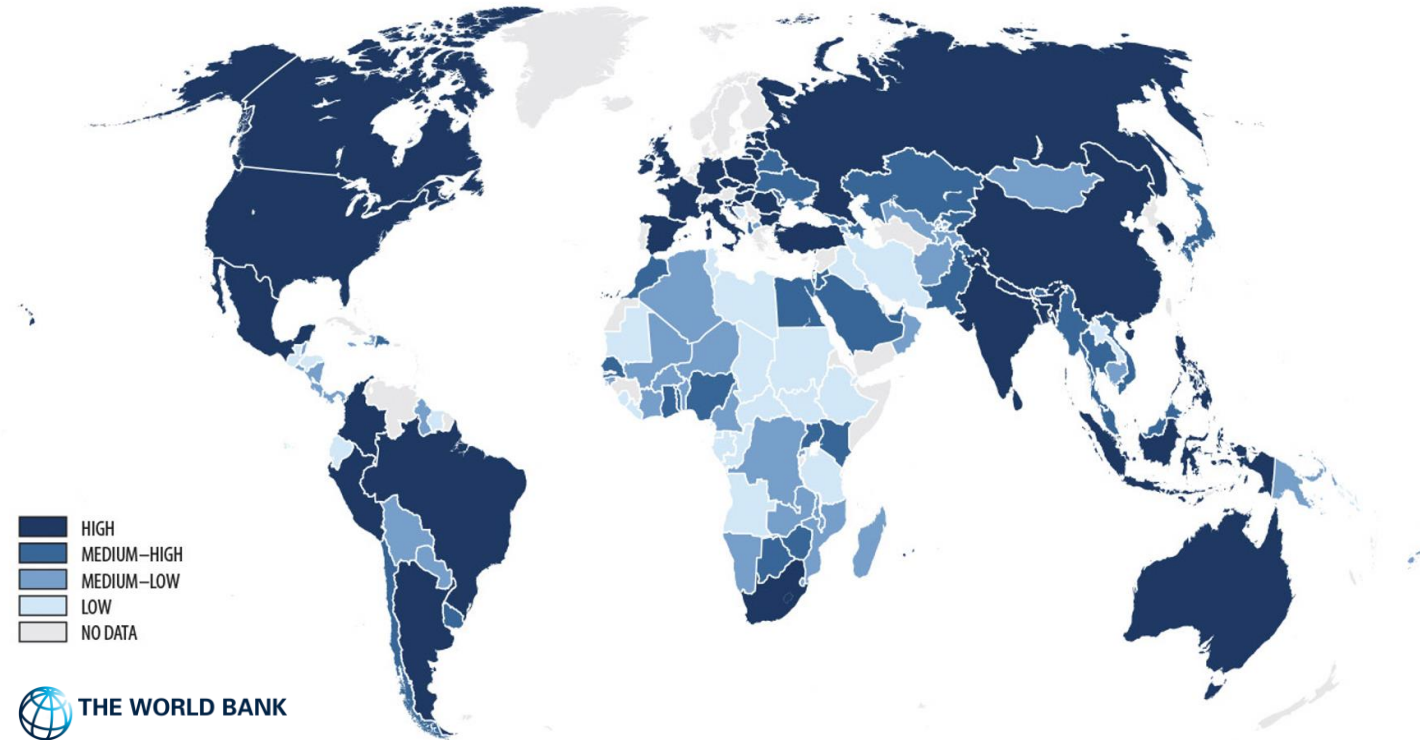 HIGH
MEDIUM–HIGH
MEDIUM–LOW
LOW
NO DATA
THE WORLD BANK